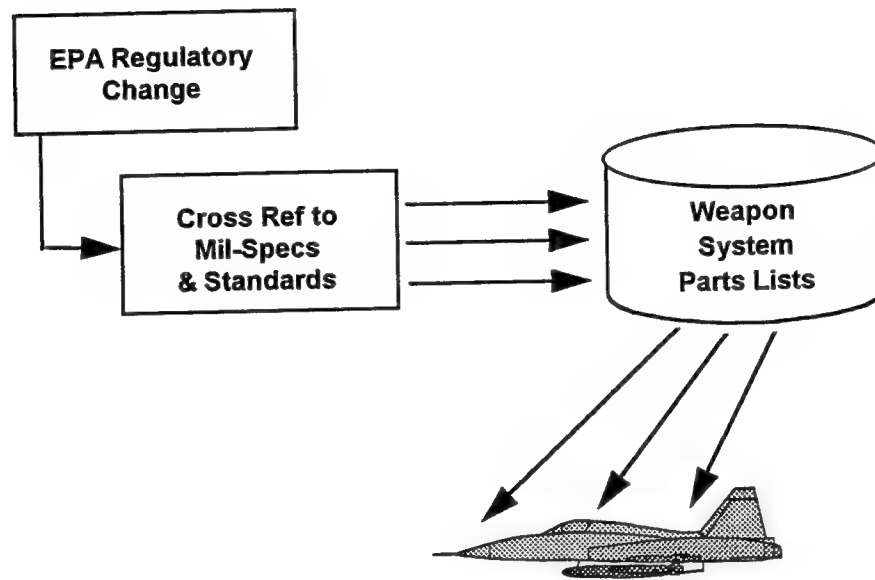 EPA Regulatory
Change
Cross Ref to
Mil-Specs
& Standards
Weapon
System
Parts Lists